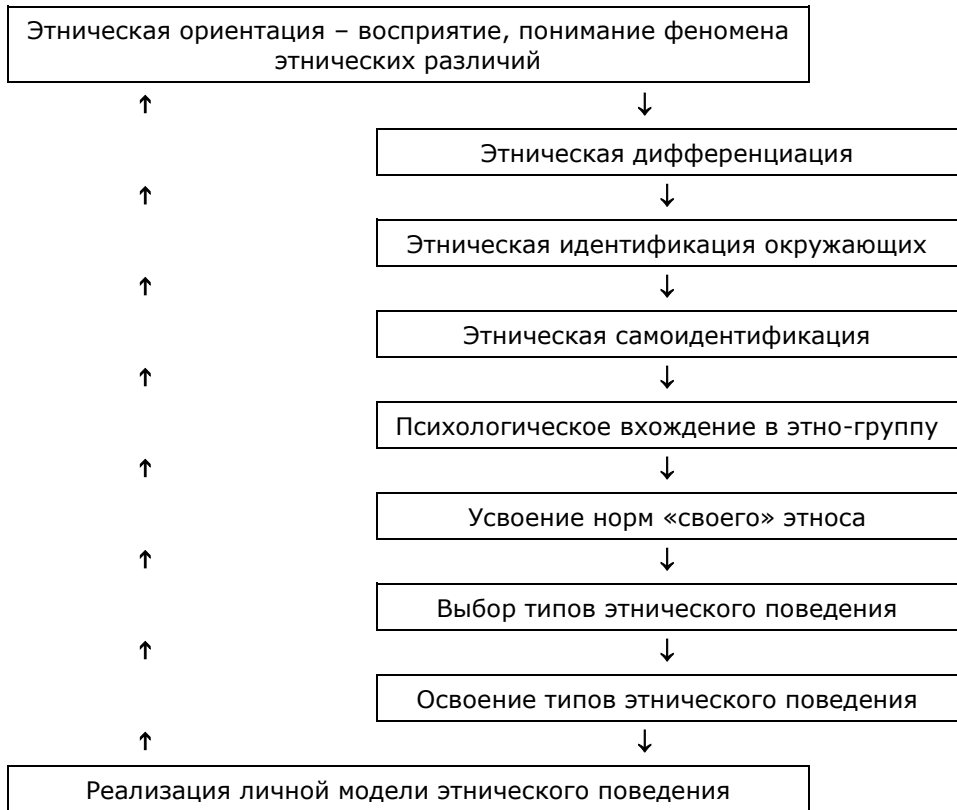 Этническая ориентация – восприятие, понимание феномена
этнических различий
↑ ↓
Этническая дифференциация
↑ ↓
Этническая идентификация окружающих
↑ ↓
Этническая самоидентификация
↑ ↓
Психологическое вхождение в этно-группу
↑ ↓
Усвоение норм «своего» этноса
↑ ↓
Выбор типов этнического поведения
↑ ↓
Освоение типов этнического поведения
↑ ↓
Реализация личной модели этнического поведения